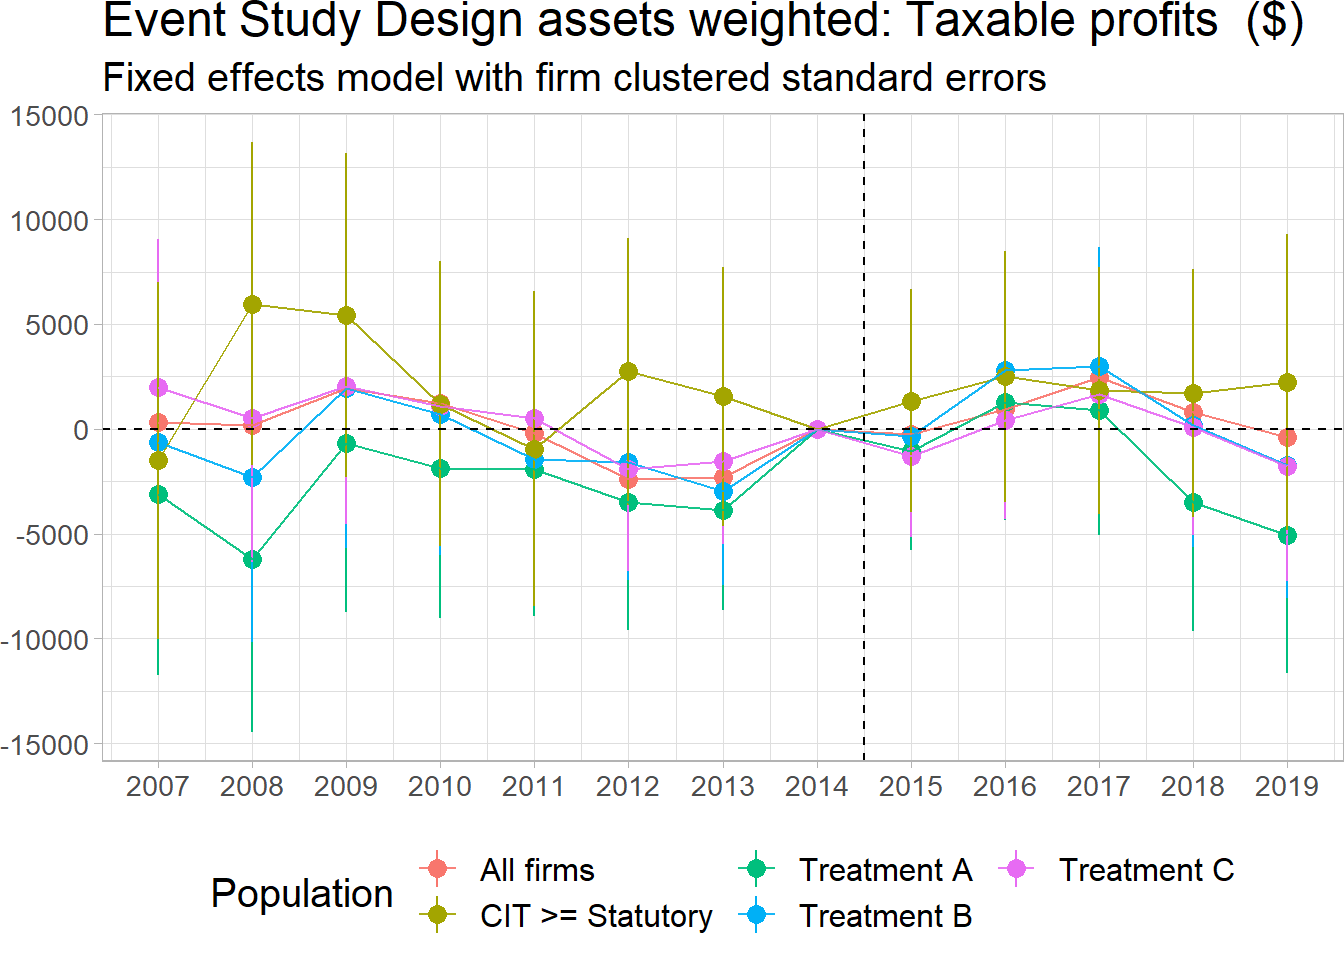 Event Study Design assets weighted: Taxable profits  ($)
Fixed effects model with firm clustered standard errors
15000
10000
5000
0
-5000
-10000
-15000
2007 2008 2009 2010 2011 2012 2013 2014 2015 2016 2017 2018 2019
Population
All firms
CIT >= Statutory
Treatment A
Treatment B
Treatment C